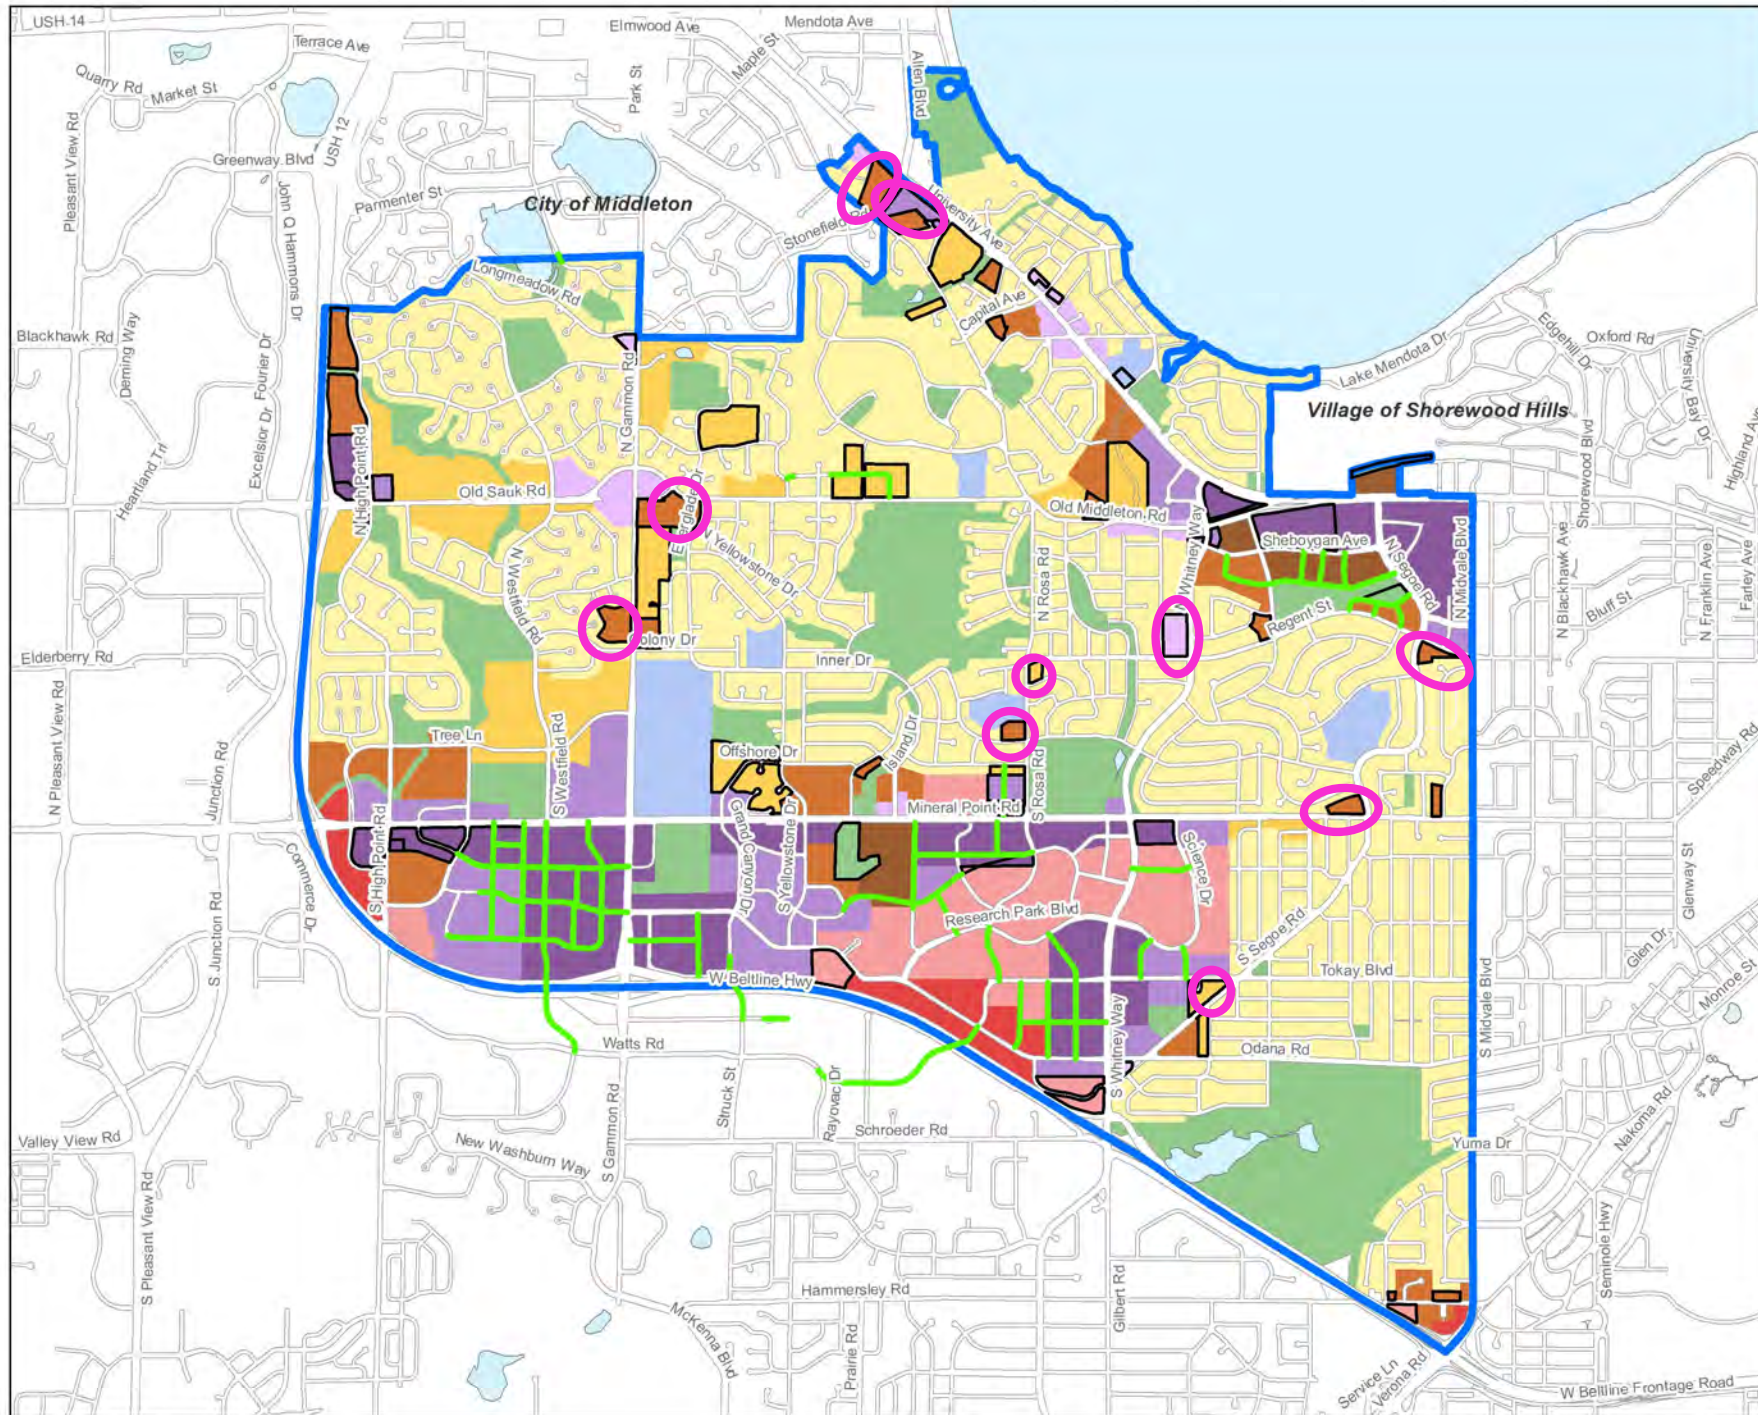 USH 14
Terrace Ave
Elmwood Ave
Mendota Ave
Maple St
Allen Blvd
Quarry Rd
Market St
Park St
Pleasant View Rd
USH 12
Greenway Blvd
John Q Hammons Dr
Parmenter St
City of Middleton
Stonefield Rd
University Ave
Longmeadow Rd
Capital Ave
Blackhawk Rd
Deming Way
Fourier Dr
Excelsior Dr
Heartland Trl
N Gammon Rd
Lake Mendota Dr
Edgehill Dr
Oxford Rd
University Bay Dr
Highland Ave
Village of Shorewood Hills
Shorewood Blvd
N High Point Rd
Old Sauk Rd
Everglade Dr
N Yellowstone Dr
N Westfield Rd
Old Middleton Rd
N Whitney Way
Sheboygan Ave
N Segoe Rd
N Midvale Blvd
N Blackhawk Ave
Bluff St
N Franklin Ave
Farley Ave
N Rosa Rd
Regent St
Colony Dr
Inner Dr
Elderberry Rd
N Pleasant View Rd
Junction Rd
Tree Ln
S Westfield Rd
Offshore Dr
Island Dr
S Rosa Rd
Speedway Rd
Mineral Point Rd
Grand Canyon Dr
S Yellowstone Dr
S High Point Rd
Commerce Dr
S Junction Rd
Science Dr
Research Park Blvd
S Segoe Rd
Glenway St
Glen Dr
Monroe St
Tokay Blvd
W Beltline Hwy
S Midvale Blvd
Watts Rd
S Whitney Way
Odana Rd
Struck St
Rayovac Dr
S Gammon Rd
Schroeder Rd
Valley View Rd
New Washburn Way
Nakoma Rd
Yuma Dr
S Pleasant View Rd
Seminole Hwy
Hammersley Rd
Gilbert Rd
McKenna Blvd
Prairie Rd
Service Ln
Verona Rd
W Beltline Frontage Road